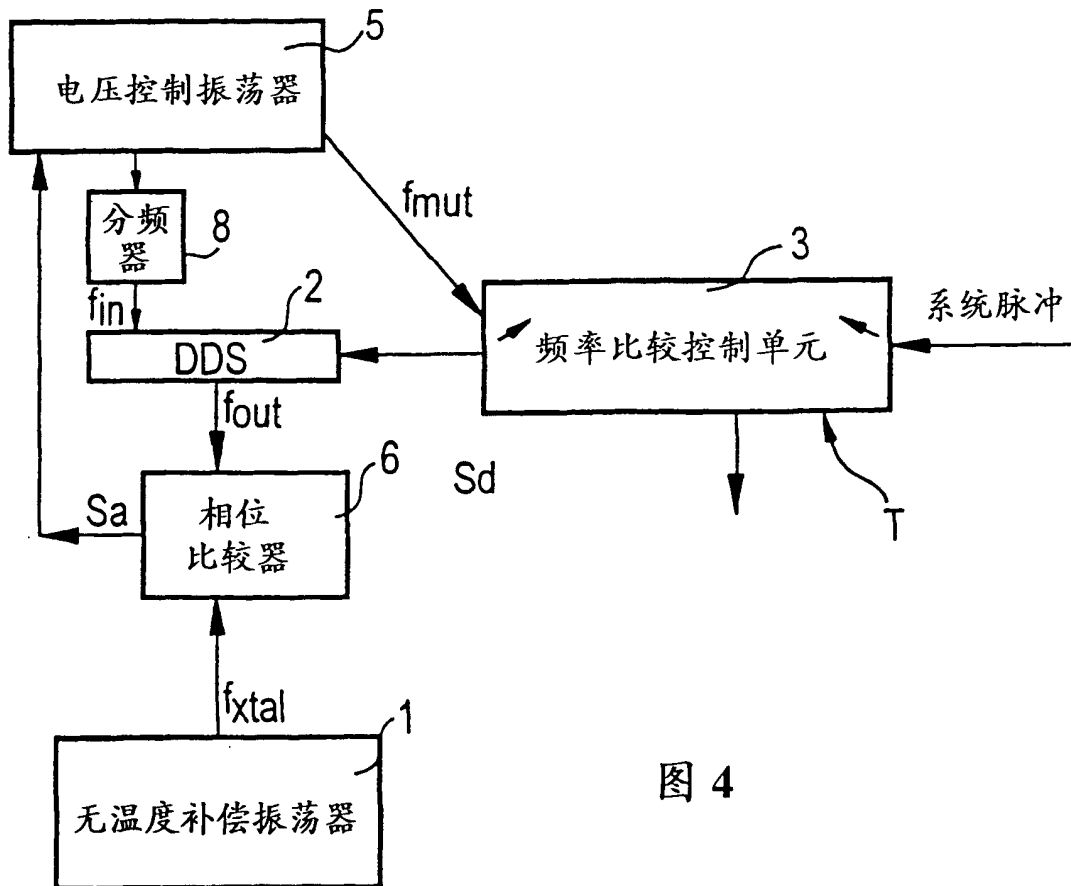 5
电压控制振荡器
分频
器
8
fmut
fin
2
DDS
3
频率比较控制单元
系统脉冲
fout
6
Sd
Sa
相位
比较器
T
fxtal
1
无温度补偿振荡器
图 4